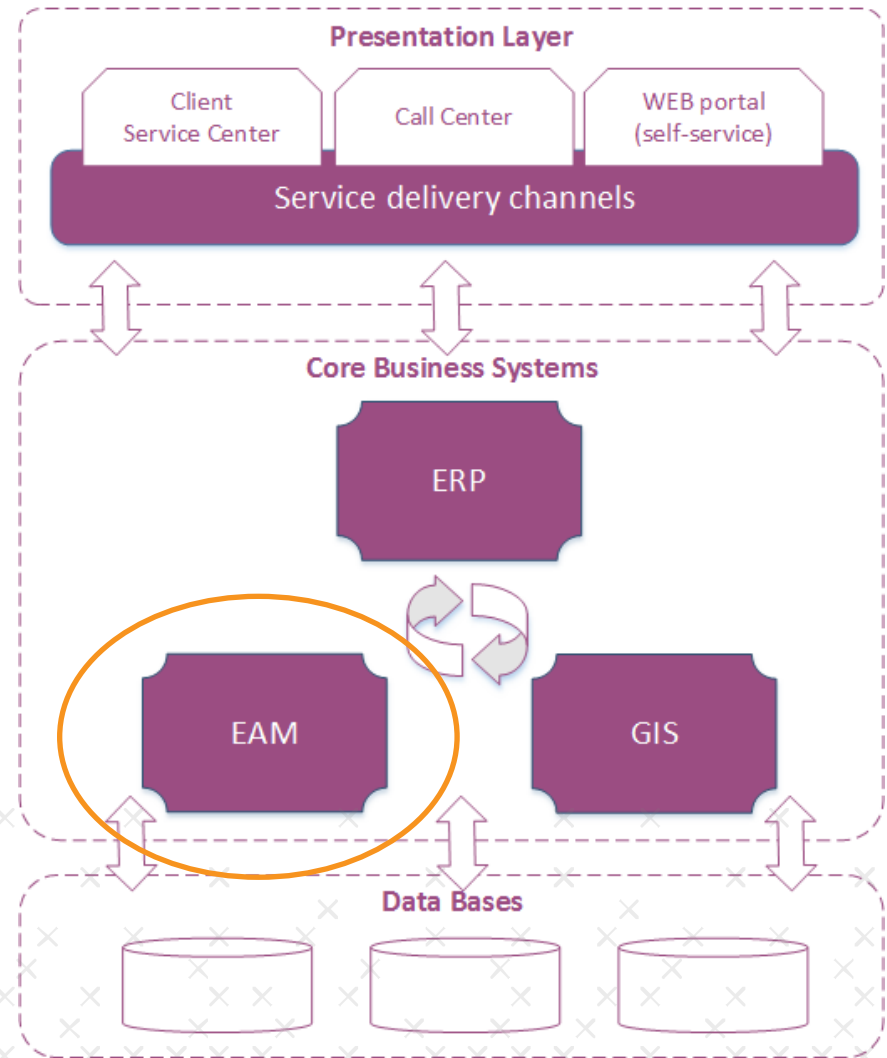 Presentation Layer
Client
Service Center
Call Center
WEB portal
(self-service)
Service delivery channels
Core Business Systems
ERP
EAM
GIS
Data Bases